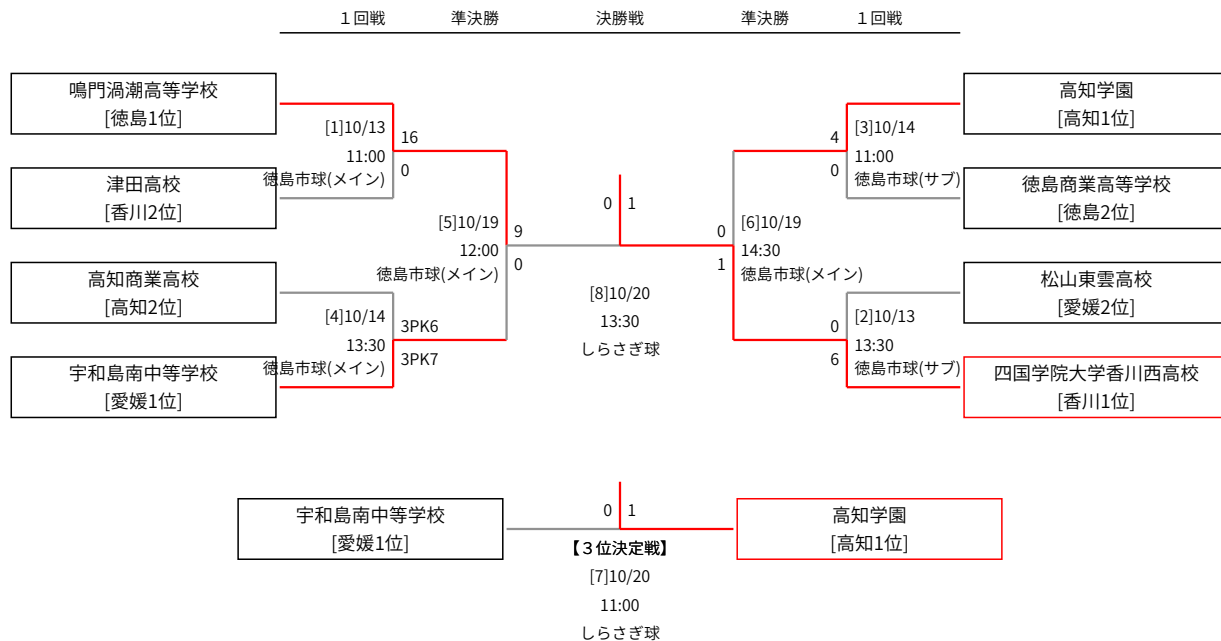 １回戦
準決勝
決勝戦
準決勝
１回戦
鳴門渦潮高等学校
[徳島1位]
津田高校
[香川2位]
高知商業高校
[高知2位]
宇和島南中等学校
[愛媛1位]
[1]10/13
11:00
徳島市球(メイン)
16
0
[4]10/14
13:30
徳島市球(メイン)
3PK6
3PK7
[5]10/19
12:00
徳島市球(メイン)
9
0
0
1
[8]10/20
13:30
しらさぎ球
0
1
[6]10/19
14:30
徳島市球(メイン)
4
0
[3]10/14
11:00
徳島市球(サブ)
0
6
[2]10/13
13:30
徳島市球(サブ)
高知学園
[高知1位]
徳島商業高等学校
[徳島2位]
松山東雲高校
[愛媛2位]
四国学院大学香川西高校
[香川1位]
宇和島南中等学校
[愛媛1位]
0
1
【３位決定戦】
[7]10/20
11:00
しらさぎ球
高知学園
[高知1位]